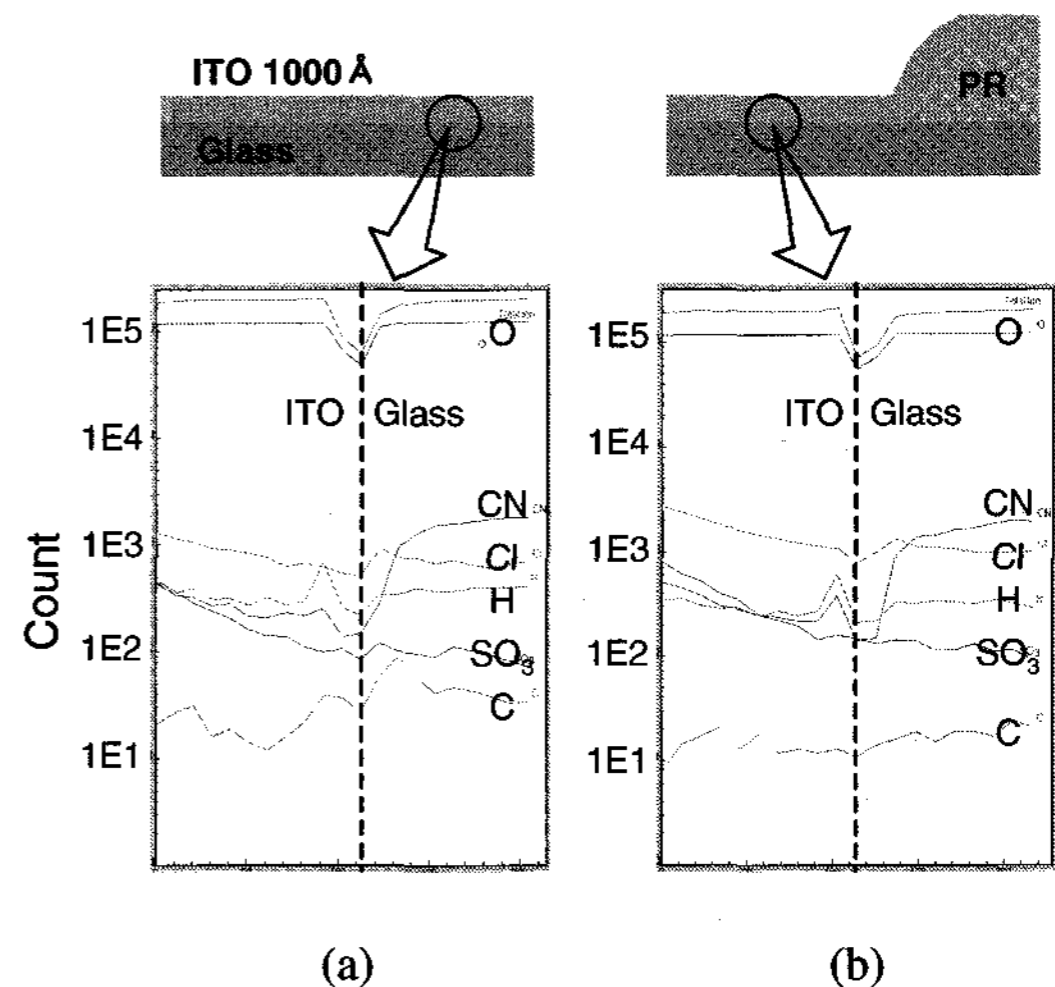 ITO 1000 Å
Glass
PR
Count
1E5
1E4
1E3
1E2
1E1
ITO
Glass
O
CN
Cl
H
SO₃
C
(a)
1E5
1E4
1E3
1E2
1E1
ITO
Glass
O
CN
Cl
H
SO₃
C
(b)